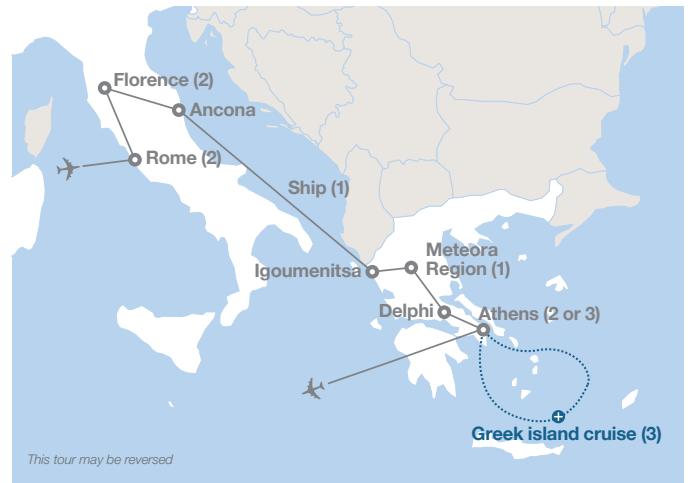 Florence (2)
Ancona
Rome (2)
Ship (1)
Meteora
Region (1)
Igoumenitsa
Delphi
Athens (2 or 3)
Greek island cruise (3)
This tour may be reversed